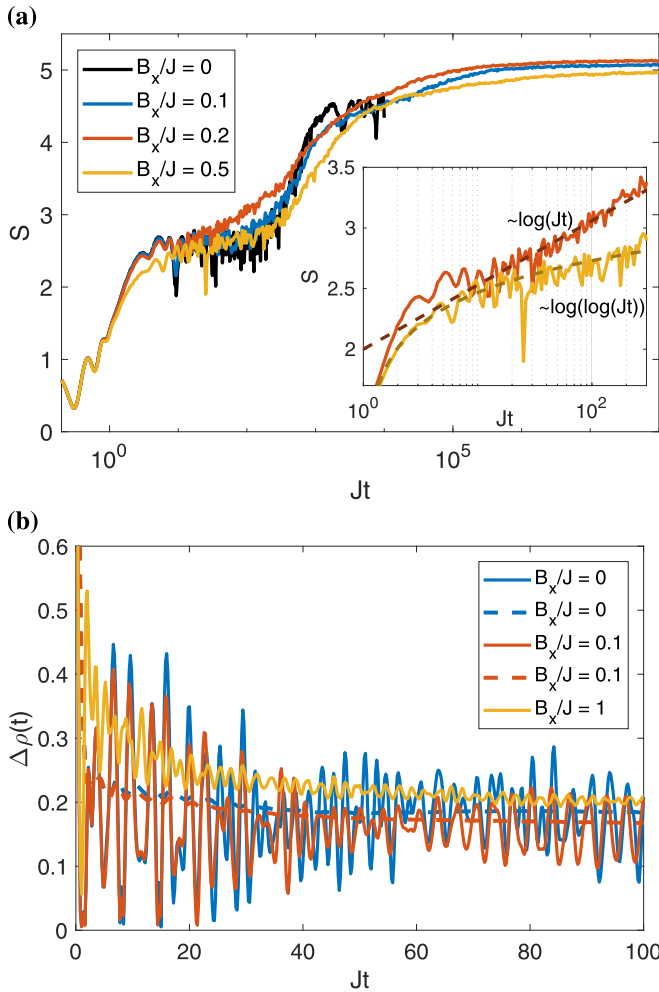 (a)
B_x/J = 0
B_x/J = 0.1
B_x/J = 0.2
B_x/J = 0.5
5
4
3
2
1
0
S
10^0
10^5
Jt
3.5
3
2.5
2
S
~log(Jt)
~log(log(Jt))
10^0
10^2
Jt
(b)
B_x/J = 0
B_x/J = 0
B_x/J = 0.1
B_x/J = 0.1
B_x/J = 1
0.6
0.5
0.4
0.3
0.2
0.1
0
Δρ(t)
0 20 40 60 80 100
Jt